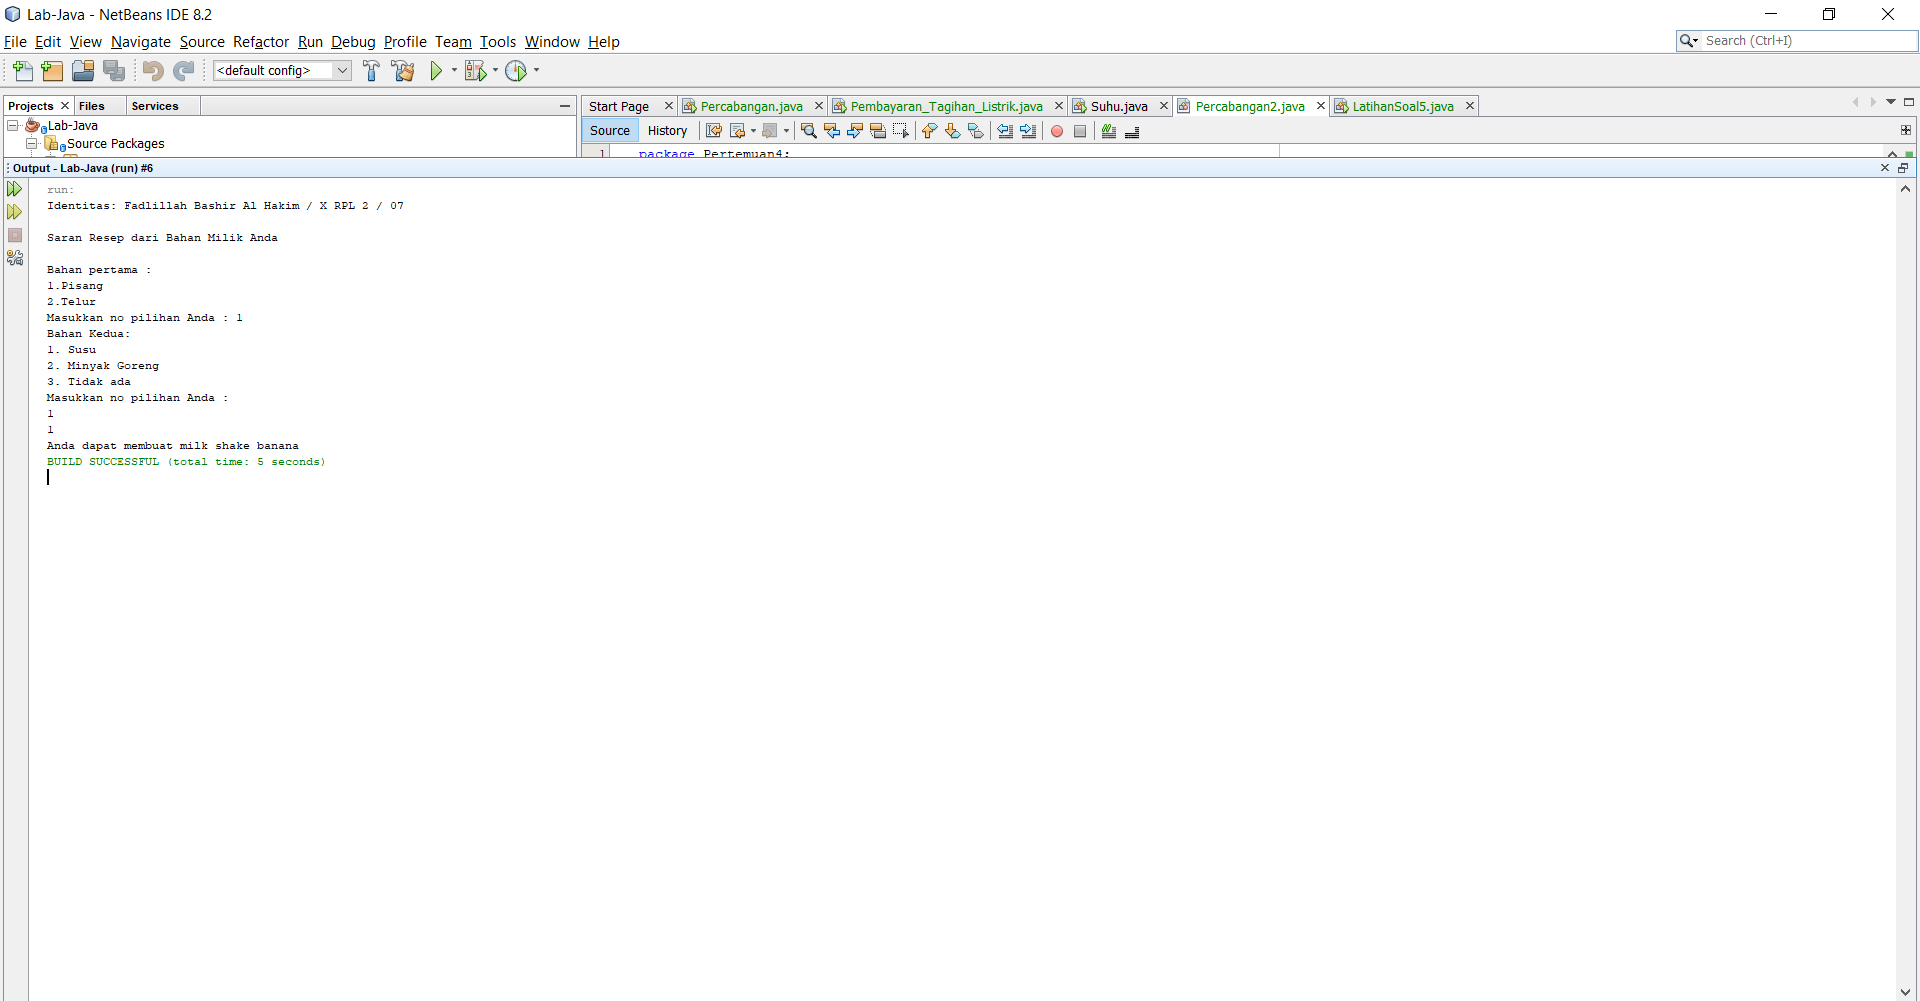 Lab-Java - NetBeans IDE 8.2
File Edit View Navigate Source Refactor Run Debug Profile Team Tools Window Help
Search (Ctrl+I)
<default config>
Projects Files Services
Start Page Percabangan.java Pembayaran_Tagihan_Listrik.java Suhu.java Percabangan2.java LatihanSoal5.java
Lab-Java
Source Packages
Source History
1 package Pertemuan4;
Output - Lab-Java (run) #6
run:
Identitas: Fadlillah Bashir Al Hakim / X RPL 2 / 07
Saran Resep dari Bahan Milik Anda
Bahan pertama :
1.Pisang
2.Telur
Masukkan no pilihan Anda : 1
Bahan Kedua:
1. Susu
2. Minyak Goreng
3. Tidak ada
Masukkan no pilihan Anda :
1
1
Anda dapat membuat milk shake banana
BUILD SUCCESSFUL (total time: 5 seconds)